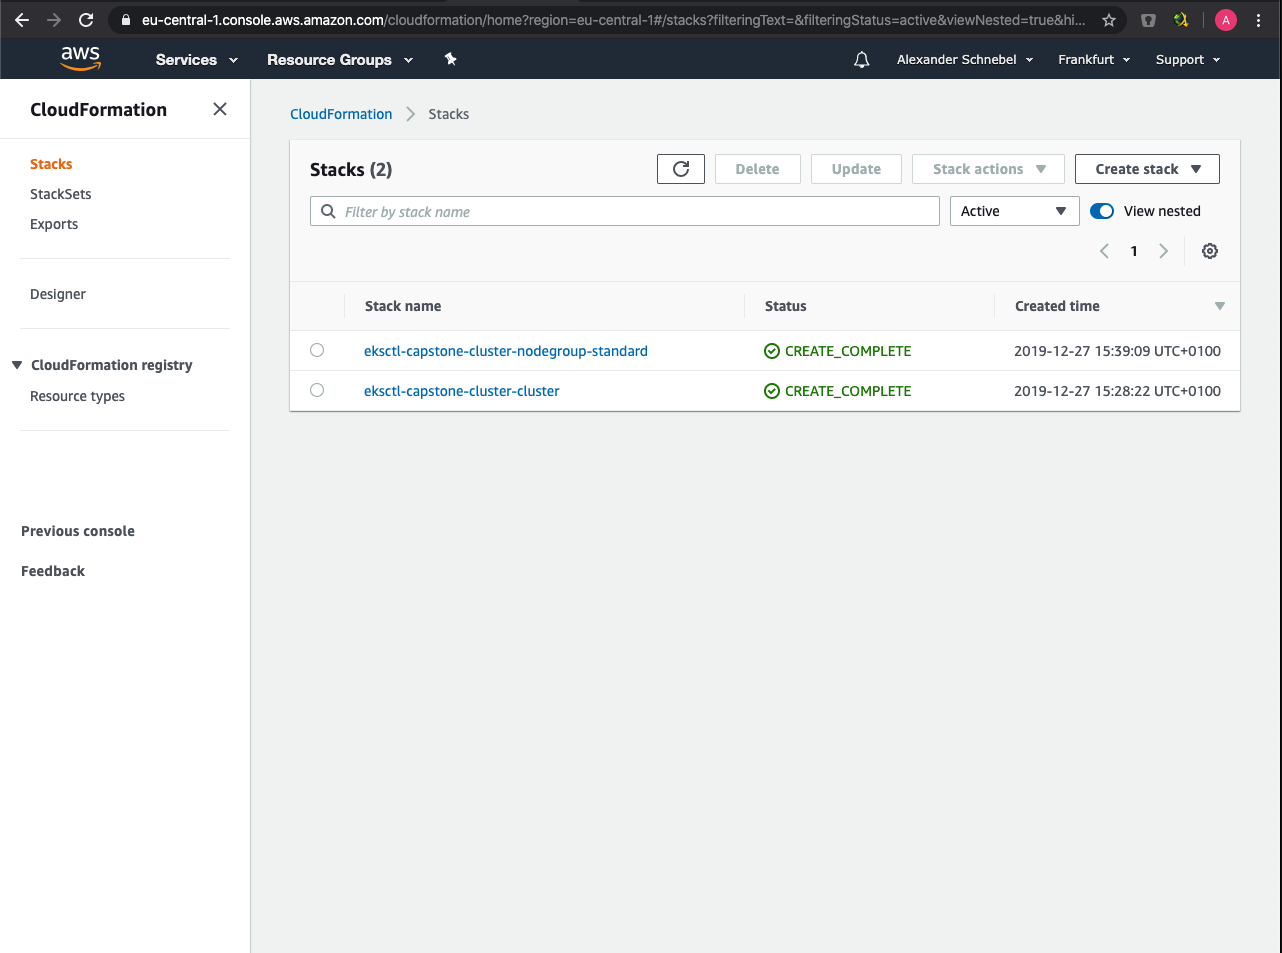 eu-central-1.console.aws.amazon.com/cloudformation/home?region=eu-central-1#/stacks?filteringText=&filteringStatus=active&viewNested=true&hi...
A
aws
Services
Resource Groups
Alexander Schnebel
Frankfurt
Support
CloudFormation
Stacks
StackSets
Exports
Designer
CloudFormation registry
Resource types
Previous console
Feedback
CloudFormation
Stacks
Stacks (2)
Delete
Update
Stack actions
Create stack
Filter by stack name
Active
View nested
1
Stack name
Status
Created time
eksctl-capstone-cluster-nodegroup-standard
CREATE_COMPLETE
2019-12-27 15:39:09 UTC+0100
eksctl-capstone-cluster-cluster
CREATE_COMPLETE
2019-12-27 15:28:22 UTC+0100